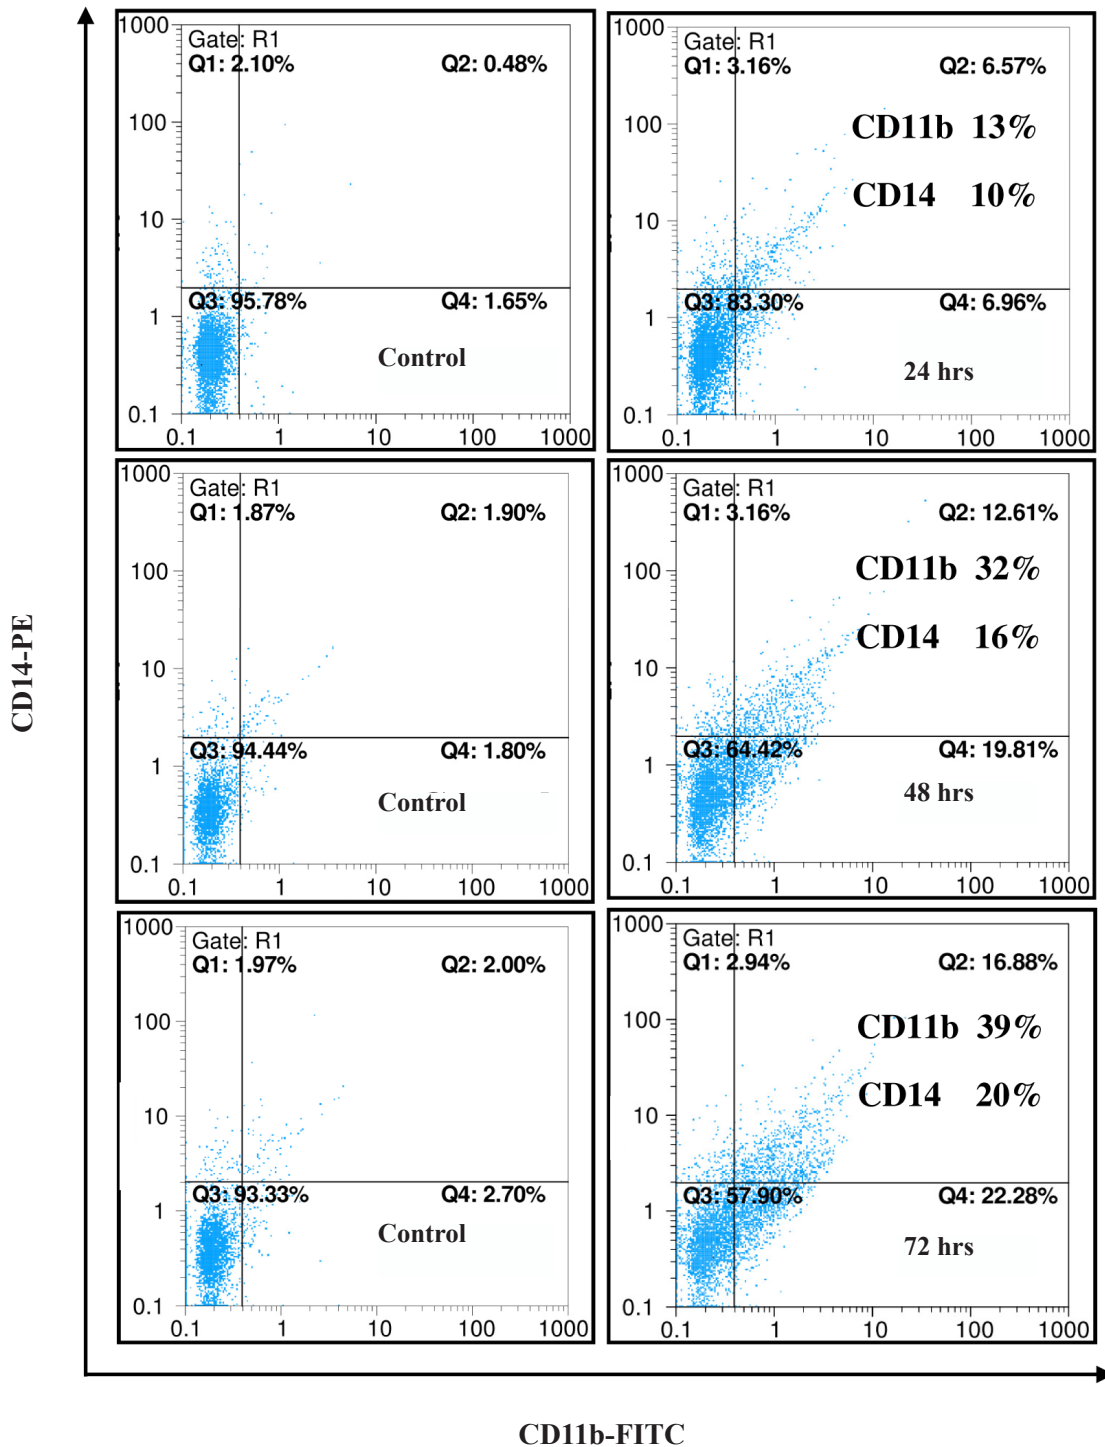 CD14-PE
1000
Gate: R1
Q1: 2.10% Q2: 0.48%
100
10
Q3: 95.78% Q4: 1.65%
1
Control
0.1
0.1 1 10 100 1000
1000
Gate: R1
Q1: 3.16% Q2: 6.57%
100
CD11b 13%
CD14 10%
10
Q3: 83.30% Q4: 6.96%
1
24 hrs
0.1
0.1 1 10 100 1000
1000
Gate: R1
Q1: 1.87% Q2: 1.90%
100
10
Q3: 94.44% Q4: 1.80%
1
Control
0.1
0.1 1 10 100 1000
1000
Gate: R1
Q1: 3.16% Q2: 12.61%
100
CD11b 32%
CD14 16%
10
Q3: 64.42% Q4: 19.81%
1
48 hrs
0.1
0.1 1 10 100 1000
1000
Gate: R1
Q1: 1.97% Q2: 2.00%
100
10
Q3: 93.33% Q4: 2.70%
1
Control
0.1
0.1 1 10 100 1000
1000
Gate: R1
Q1: 2.94% Q2: 16.88%
100
CD11b 39%
CD14 20%
10
Q3: 57.90% Q4: 22.28%
1
72 hrs
0.1
0.1 1 10 100 1000
CD11b-FITC